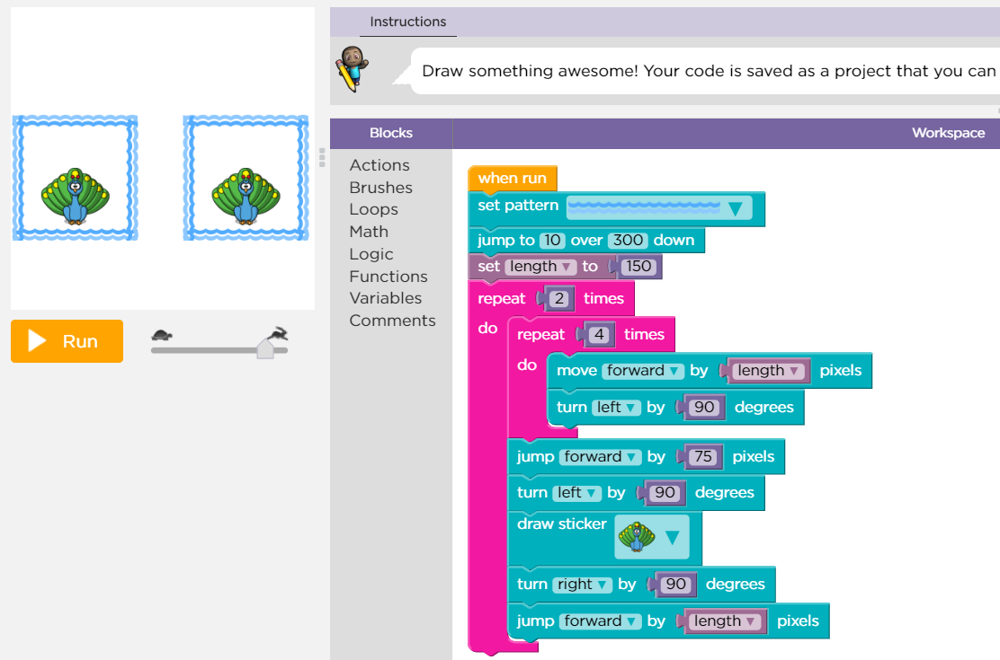 Instructions
Draw something awesome! Your code is saved as a project that you can
Blocks
Workspace
Actions
Brushes
Loops
Math
Logic
Functions
Variables
Comments
Run
when run
set pattern
jump to 10 over 300 down
set length to 150
repeat 2 times
do
repeat 4 times
do
move forward by length pixels
turn left by 90 degrees
jump forward by 75 pixels
turn left by 90 degrees
draw sticker
turn right by 90 degrees
jump forward by length pixels